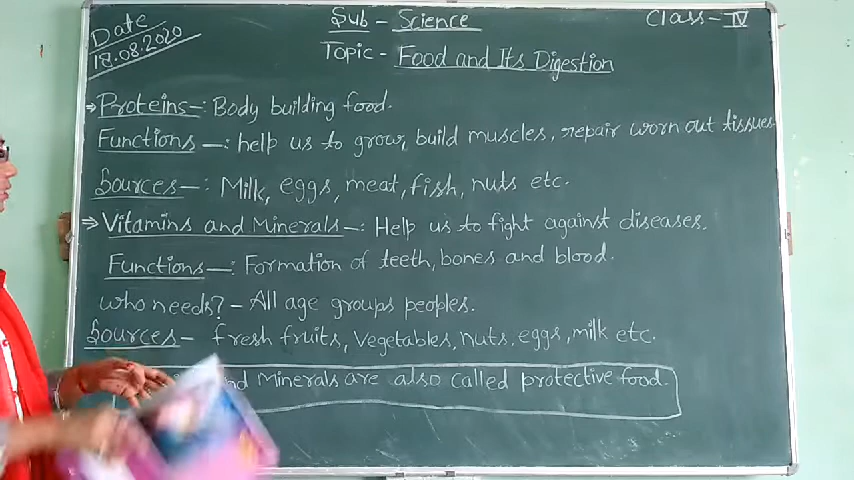 Date
18.08.2020
Sub - Science
Class - IV
Topic - Food and Its Digestion
→ Proteins -: Body building food.
Functions -: help us to grow, build muscles, repair worn out tissues.
Sources -: Milk, eggs, meat, fish, nuts etc.
→ Vitamins and Minerals -: Help us to fight against diseases.
Functions -: Formation of teeth, bones and blood.
who needs? - All age groups peoples.
Sources - fresh fruits, vegetables, nuts, eggs, milk etc.
minerals are also called protective food.